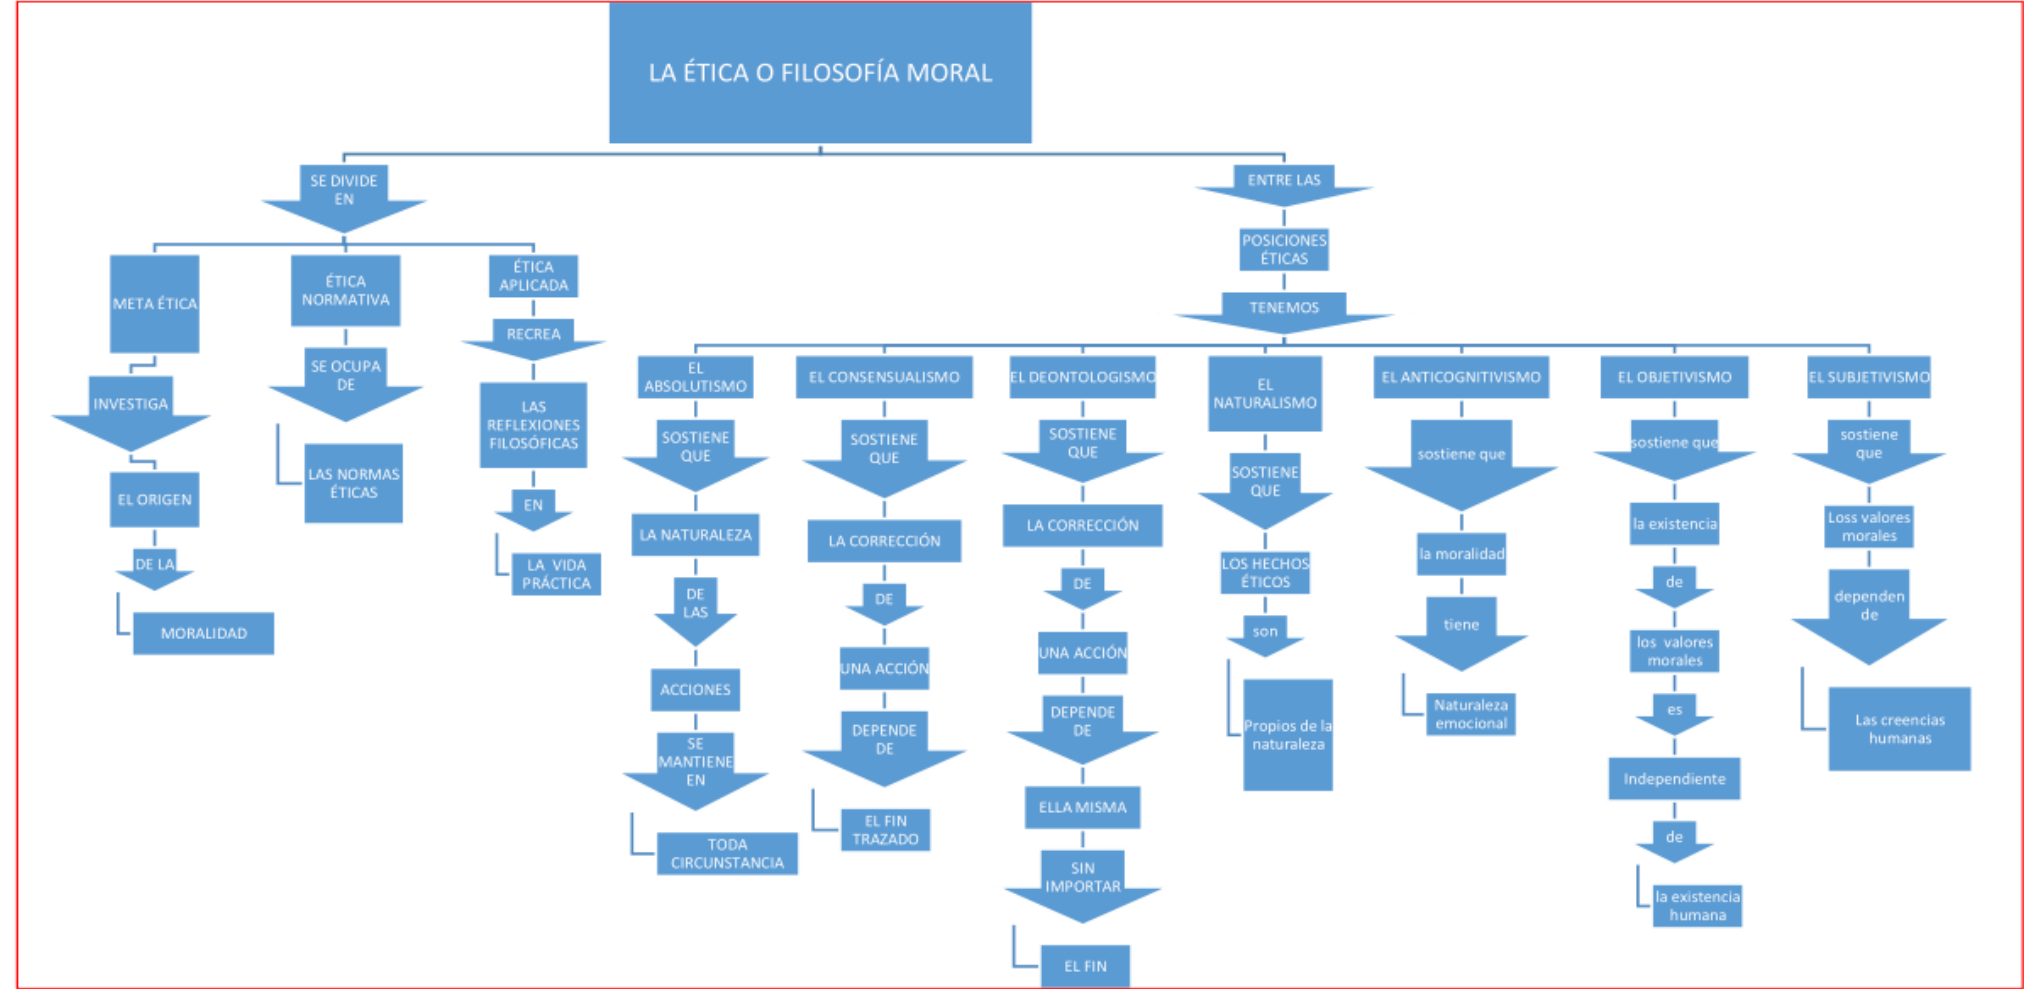 LA ÉTICA O FILOSOFÍA MORAL
SE DIVIDE
EN
META ÉTICA
INVESTIGA
EL ORIGEN
DE LA
MORALIDAD
ÉTICA
NORMATIVA
SE OCUPA
DE
LAS NORMAS
ÉTICAS
ÉTICA
APLICADA
RECREA
LAS
REFLEXIONES
FILOSÓFICAS
EN
LA VIDA
PRÁCTICA
ENTRE LAS
POSICIONES
ÉTICAS
TENEMOS
EL
ABSOLUTISMO
SOSTIENE
QUE
LA NATURALEZA
DE
LAS
ACCIONES
SE
MANTIENE
EN
TODA
CIRCUNSTANCIA
EL CONSENSUALISMO
SOSTIENE
QUE
LA CORRECCIÓN
DE
UNA ACCIÓN
DEPENDE
DE
EL FIN
TRAZADO
EL DEONTOLOGISMO
SOSTIENE
QUE
LA CORRECCIÓN
DE
UNA ACCIÓN
DEPENDE
DE
ELLA MISMA
SIN
IMPORTAR
EL FIN
EL
NATURALISMO
SOSTIENE
QUE
LOS HECHOS
ÉTICOS
son
Propios de la
naturaleza
EL ANTICOGNITIVISMO
sostiene que
la moralidad
tiene
Naturaleza
emocional
EL OBJETIVISMO
sostiene que
la existencia
de
los valores
morales
es
Independiente
de
la existencia
humana
EL SUBJETIVISMO
sostiene
que
Loss valores
morales
dependen
de
Las creencias
humanas